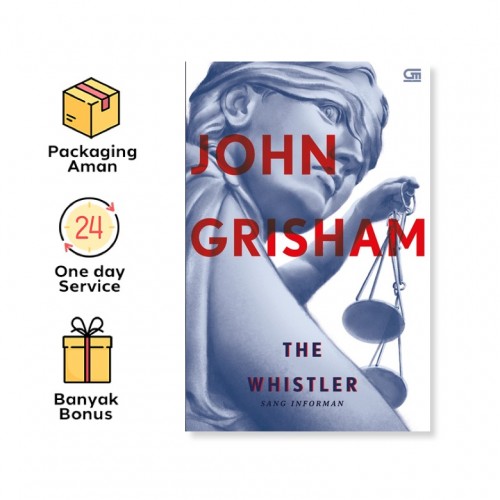 Packaging
Aman
24
One day
Service
Banyak
Bonus
GM
JOHN
GRISHAM
THE
WHISTLER
SANG INFORMAN